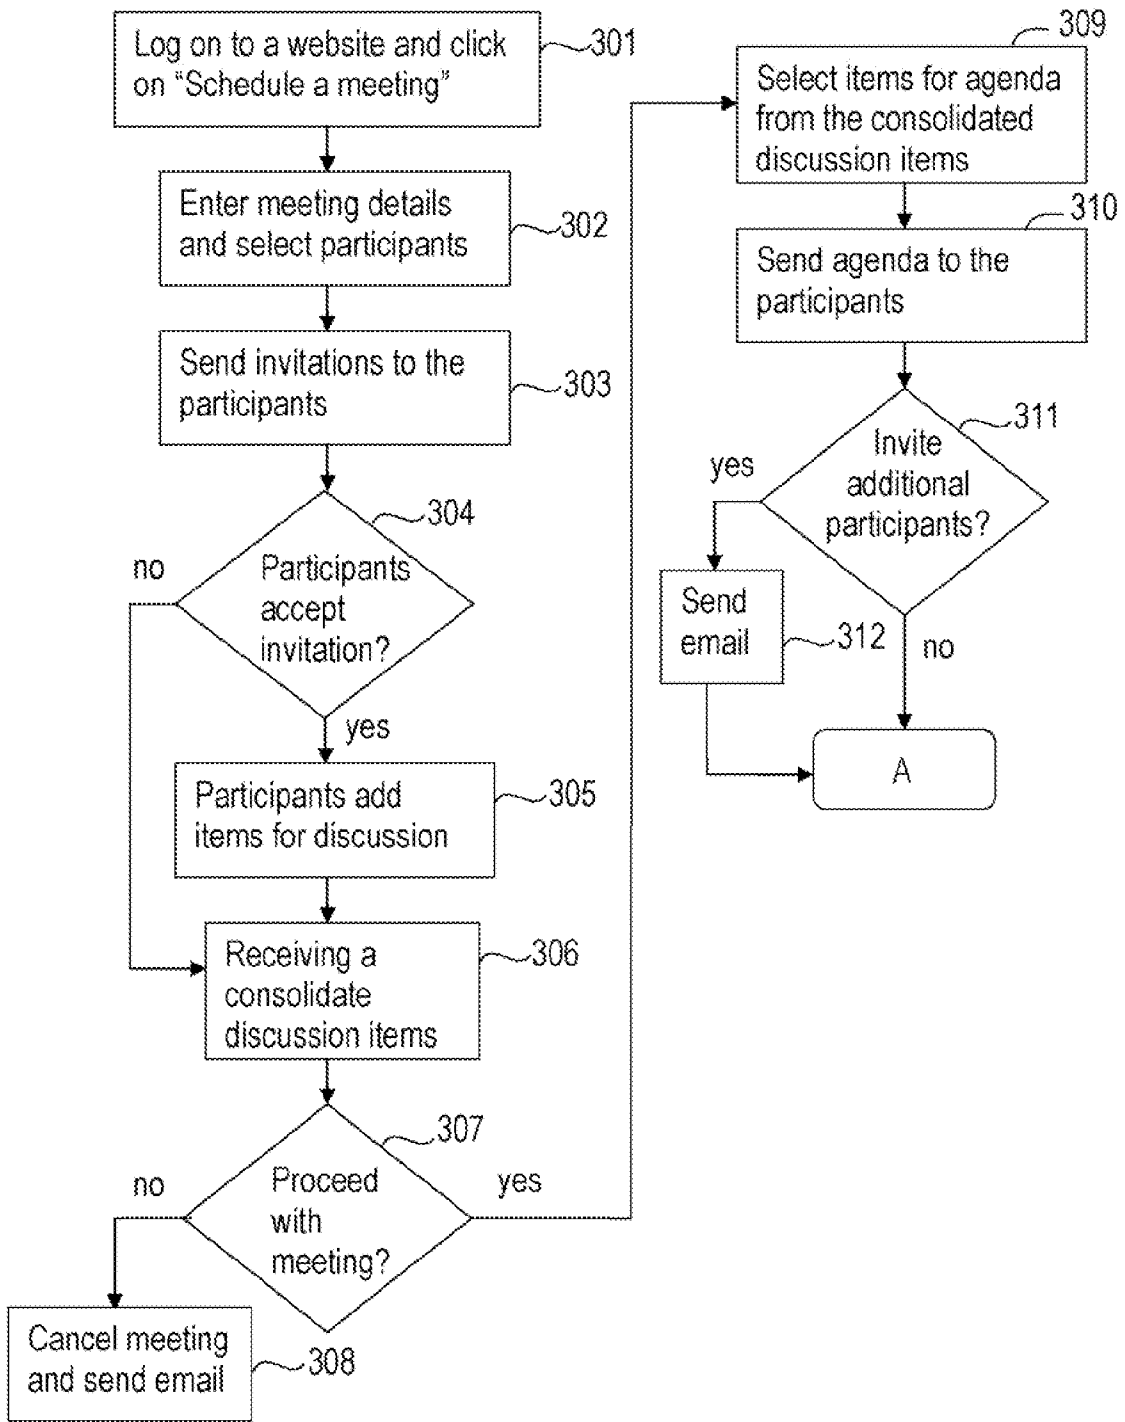 Log on to a website and click
on “Schedule a meeting”
301
Enter meeting details
and select participants
302
Send invitations to the
participants
303
304
no
Participants
accept
invitation?
yes
Participants add
items for discussion
305
Receiving a
consolidate
discussion items
306
307
no
Proceed
with
meeting?
yes
Cancel meeting
and send email
308
309
Select items for agenda
from the consolidated
discussion items
310
Send agenda to the
participants
311
yes
Invite
additional
participants?
Send
email
312
no
A